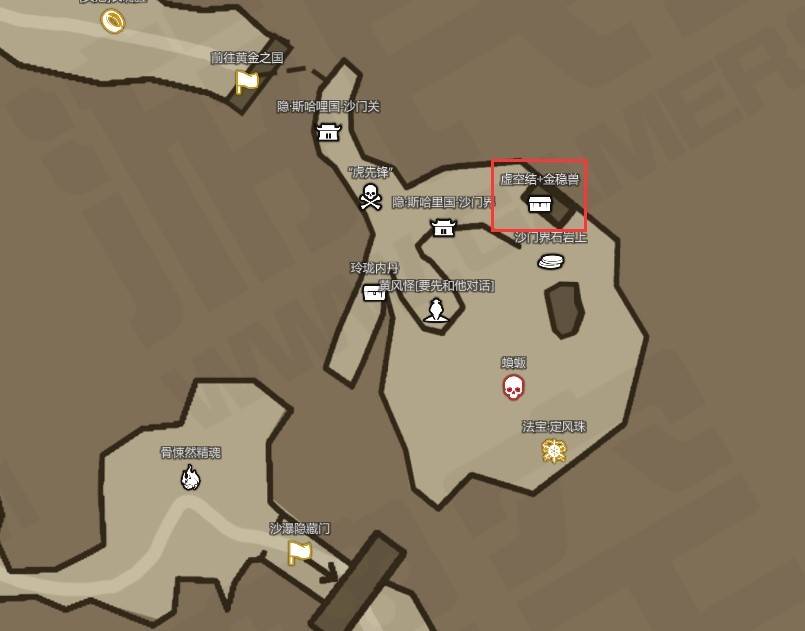 前往黄金之国
隐·斯哈哩国·沙门关
“虎先锋”
虚空结+金稳兽
隐·斯哈里国·沙门界
沙门界石岩上
玲珑内丹
黄风怪[要先和他对话]
蝜蝂
法宝·定风珠
骨悚然精魂
沙瀑隐藏门